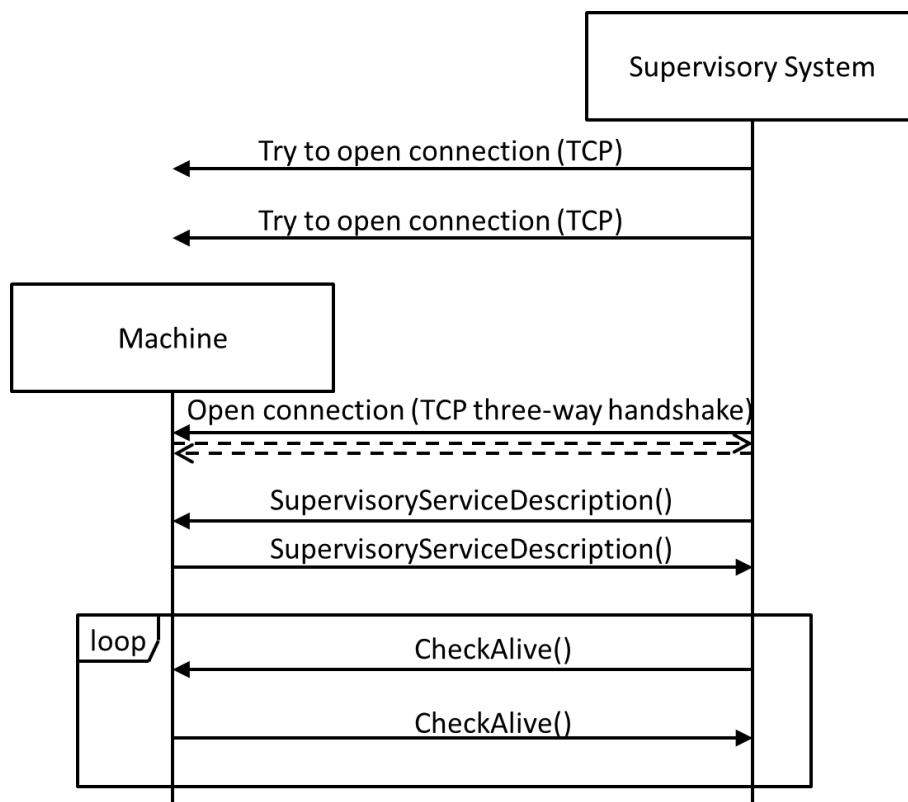 Supervisory System
Try to open connection (TCP)
Try to open connection (TCP)
Machine
Open connection (TCP three-way handshake)
SupervisoryServiceDescription()
SupervisoryServiceDescription()
loop
CheckAlive()
CheckAlive()